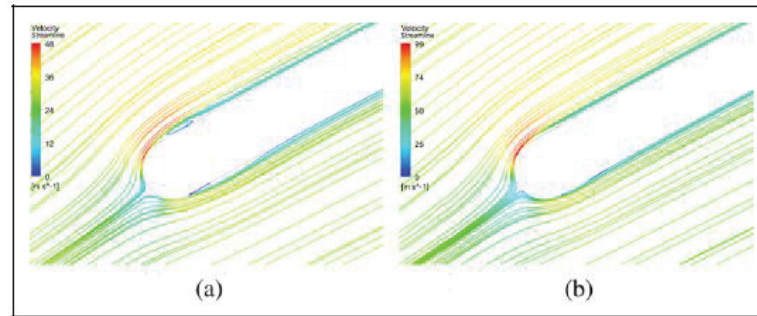 Velocity
Streamline
48
36
24
12
0
[m s^-1]
Velocity
Streamline
99
74
50
25
0
[m s^-1]
(a)
(b)